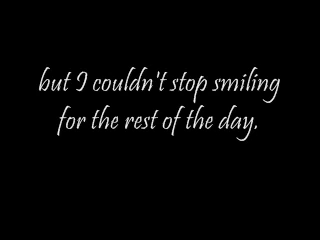 but I couldn't stop smiling
for the rest of the day.